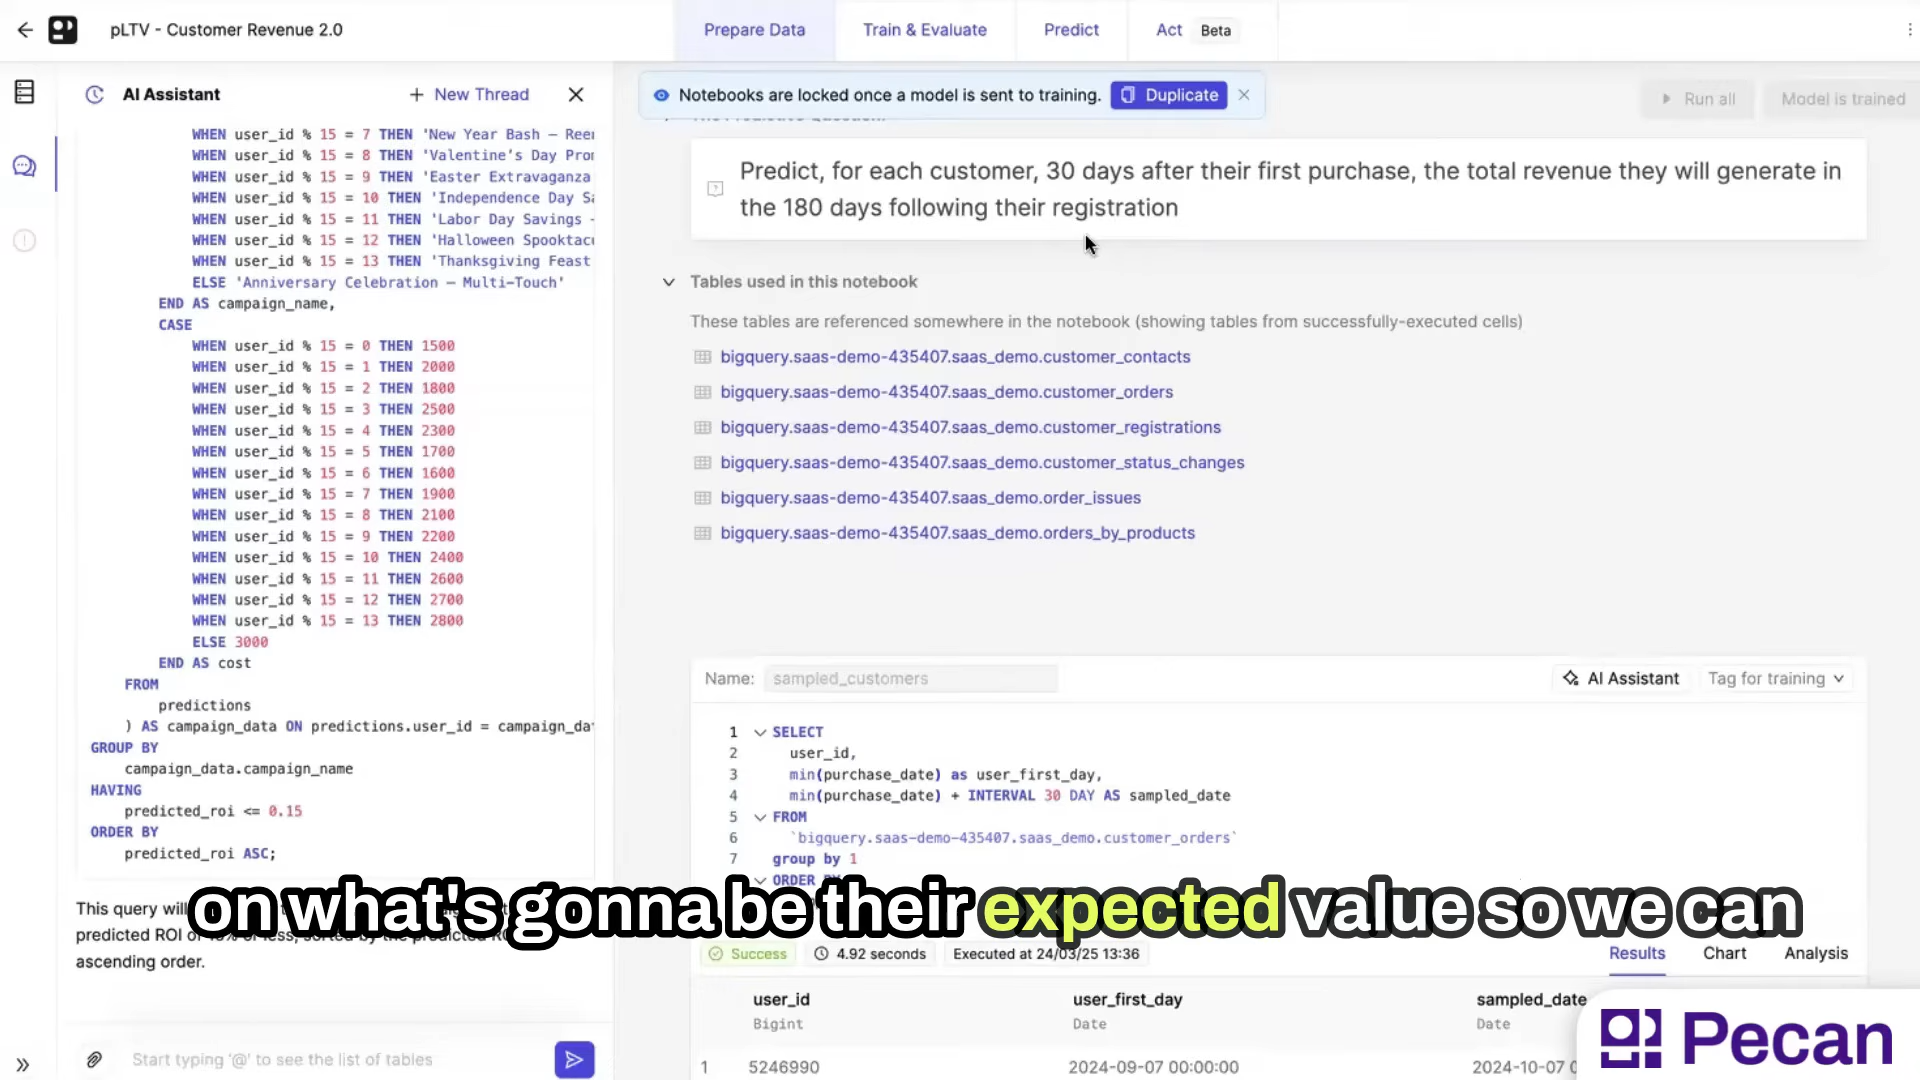 pLTV - Customer Revenue 2.0
Prepare Data
Train & Evaluate
Predict
Act Beta
AI Assistant
+ New Thread
WHEN user_id % 15 = 7 THEN 'New Year Bash – Reen
WHEN user_id % 15 = 8 THEN 'Valentine's Day Pro
WHEN user_id % 15 = 9 THEN 'Easter Extravaganza
WHEN user_id % 15 = 10 THEN 'Independence Day Sa
WHEN user_id % 15 = 11 THEN 'Labor Day Savings -
WHEN user_id % 15 = 12 THEN 'Halloween Spooktacu
WHEN user_id % 15 = 13 THEN 'Thanksgiving Feast
ELSE 'Anniversary Celebration – Multi-Touch'
END AS campaign_name,
CASE
WHEN user_id % 15 = 0 THEN 1500
WHEN user_id % 15 = 1 THEN 2000
WHEN user_id % 15 = 2 THEN 1800
WHEN user_id % 15 = 3 THEN 2500
WHEN user_id % 15 = 4 THEN 2300
WHEN user_id % 15 = 5 THEN 1700
WHEN user_id % 15 = 6 THEN 1600
WHEN user_id % 15 = 7 THEN 1900
WHEN user_id % 15 = 8 THEN 2100
WHEN user_id % 15 = 9 THEN 2200
WHEN user_id % 15 = 10 THEN 2400
WHEN user_id % 15 = 11 THEN 2600
WHEN user_id % 15 = 12 THEN 2700
WHEN user_id % 15 = 13 THEN 2800
ELSE 3000
END AS cost
FROM
predictions
) AS campaign_data ON predictions.user_id = campaign_da
GROUP BY
campaign_data.campaign_name
HAVING
predicted_roi <= 0.15
ORDER BY
predicted_roi ASC;
This query will
predicted ROI of
ascending order.
Start typing '@' to see the list of tables
Notebooks are locked once a model is sent to training.
Duplicate
Run all
Model is trained
Predict, for each customer, 30 days after their first purchase, the total revenue they will generate in
the 180 days following their registration
Tables used in this notebook
These tables are referenced somewhere in the notebook (showing tables from successfully-executed cells)
bigquery.saas-demo-435407.saas_demo.customer_contacts
bigquery.saas-demo-435407.saas_demo.customer_orders
bigquery.saas-demo-435407.saas_demo.customer_registrations
bigquery.saas-demo-435407.saas_demo.customer_status_changes
bigquery.saas-demo-435407.saas_demo.order_issues
bigquery.saas-demo-435407.saas_demo.orders_by_products
Name: sampled_customers
AI Assistant
Tag for training
1 SELECT
2 user_id,
3 min(purchase_date) as user_first_day,
4 min(purchase_date) + INTERVAL 30 DAY AS sampled_date
5 FROM
6 `bigquery.saas-demo-435407.saas_demo.customer_orders`
7 group by 1
ORDER BY
on what's gonna be their expected value so we can
Success
4.92 seconds
Executed at 24/03/25 13:36
Results
Chart
Analysis
user_id
user_first_day
sampled_date
Bigint
Date
Date
1 5246990 2024-09-07 00:00:00 2024-10-07 0
Pecan